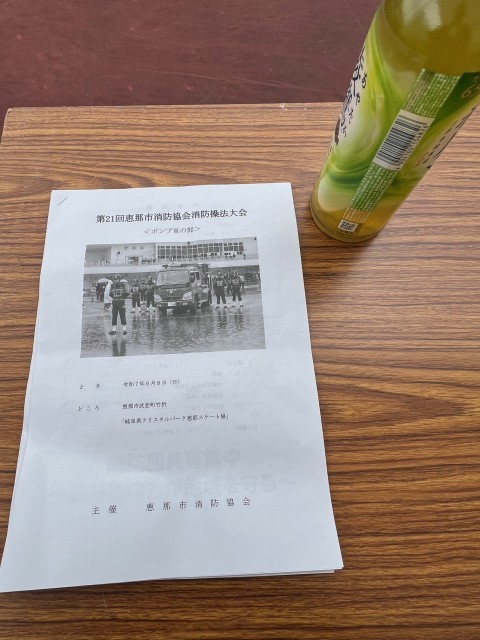 第21回恵那市消防協会消防操法大会
<ポンプ車の部>
とき 令和7年6月8日(日)
ところ 恵那市武並町竹折
「岐阜県クリスタルパーク恵那スケート場」
主催 恵那市消防協会